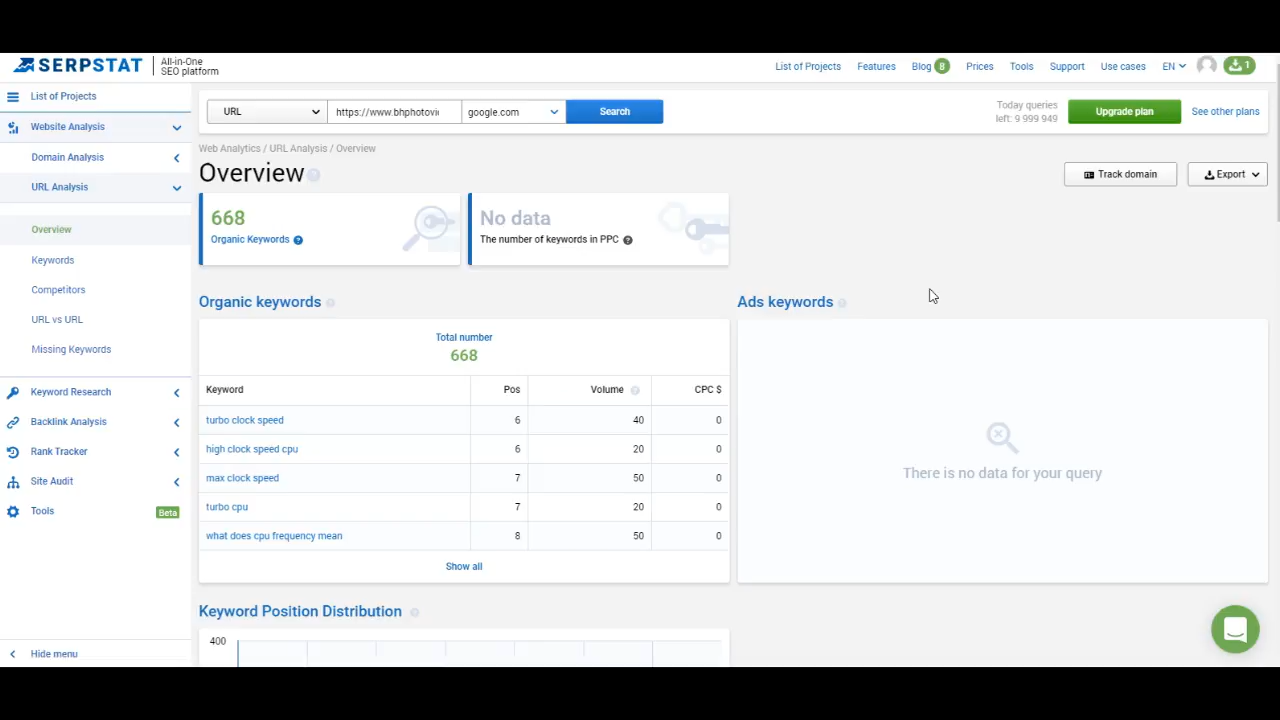 SERPSTAT
All-in-One
SEO platform
List of Projects
Features
Blog 8
Prices
Tools
Support
Use cases
EN
1
List of Projects
Website Analysis
Domain Analysis
URL Analysis
Overview
Keywords
Competitors
URL vs URL
Missing Keywords
Keyword Research
Backlink Analysis
Rank Tracker
Site Audit
Tools
Beta
Hide menu
URL
https://www.bhphotovi
google.com
Search
Today queries
left: 9 999 949
Upgrade plan
See other plans
Web Analytics / URL Analysis / Overview
Overview ?
Track domain
Export
668
Organic Keywords ?
No data
The number of keywords in PPC ?
Organic keywords ?
Total number
668
Keyword Pos Volume ? CPC $
turbo clock speed 6 40 0
high clock speed cpu 6 20 0
max clock speed 7 50 0
turbo cpu 7 20 0
what does cpu frequency mean 8 50 0
Show all
Ads keywords ?
There is no data for your query
Keyword Position Distribution ?
400